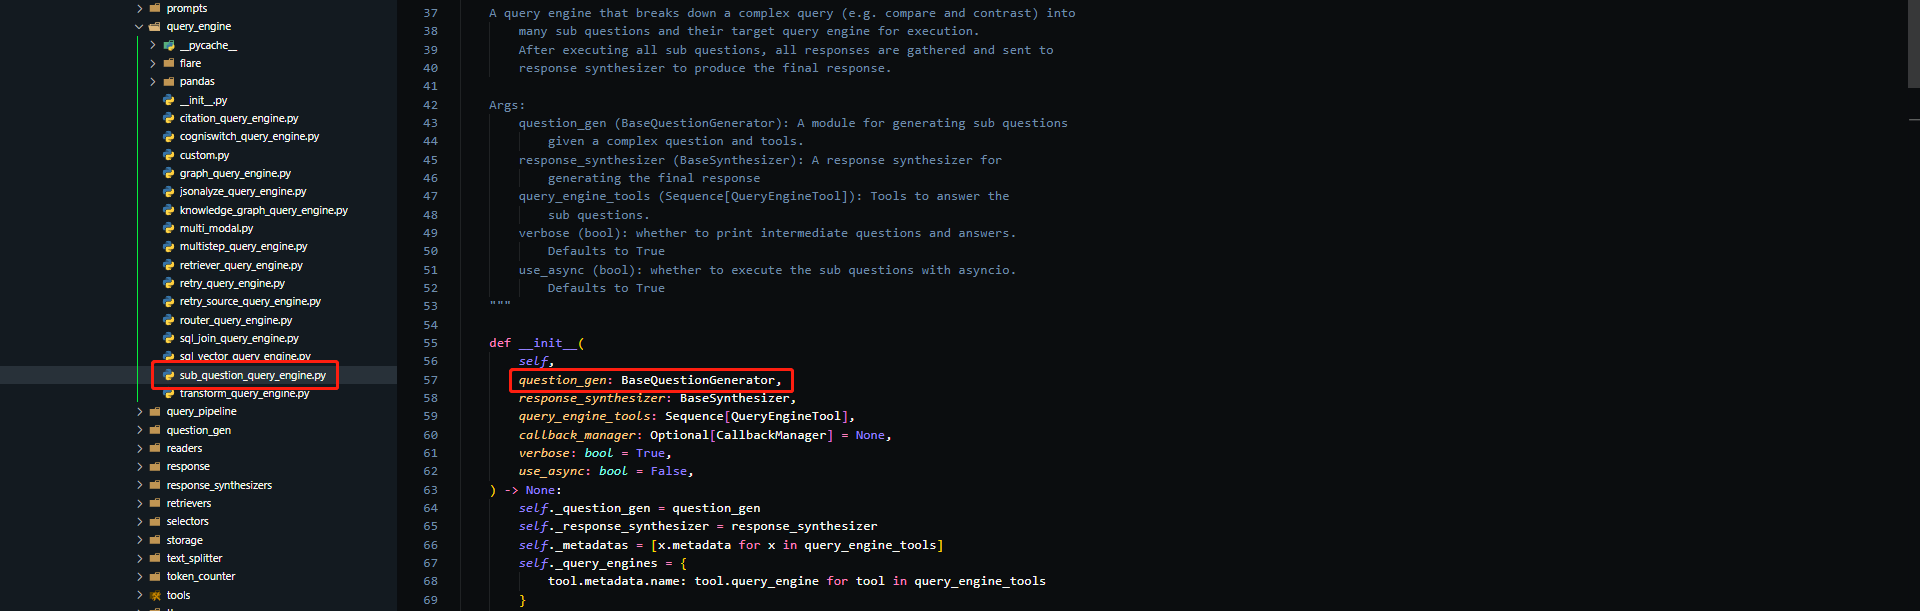 prompts
query_engine
__pycache__
flare
pandas
__init__.py
citation_query_engine.py
cogniswitch_query_engine.py
custom.py
graph_query_engine.py
jsonalyze_query_engine.py
knowledge_graph_query_engine.py
multi_modal.py
multistep_query_engine.py
retriever_query_engine.py
retry_query_engine.py
retry_source_query_engine.py
router_query_engine.py
sql_join_query_engine.py
sql_vector_query_engine.py
sub_question_query_engine.py
transform_query_engine.py
query_pipeline
question_gen
readers
response
response_synthesizers
retrievers
selectors
storage
text_splitter
token_counter
tools
37 A query engine that breaks down a complex query (e.g. compare and contrast) into
38 many sub questions and their target query engine for execution.
39 After executing all sub questions, all responses are gathered and sent to
40 response synthesizer to produce the final response.
41
42 Args:
43 question_gen (BaseQuestionGenerator): A module for generating sub questions
44 given a complex question and tools.
45 response_synthesizer (BaseSynthesizer): A response synthesizer for
46 generating the final response
47 query_engine_tools (Sequence[QueryEngineTool]): Tools to answer the
48 sub questions.
49 verbose (bool): whether to print intermediate questions and answers.
50 Defaults to True
51 use_async (bool): whether to execute the sub questions with asyncio.
52 Defaults to True
53 """
54
55 def __init__(
56 self,
57 question_gen: BaseQuestionGenerator,
58 response_synthesizer: BaseSynthesizer,
59 query_engine_tools: Sequence[QueryEngineTool],
60 callback_manager: Optional[CallbackManager] = None,
61 verbose: bool = True,
62 use_async: bool = False,
63 ) -> None:
64 self._question_gen = question_gen
65 self._response_synthesizer = response_synthesizer
66 self._metadatas = [x.metadata for x in query_engine_tools]
67 self._query_engines = {
68 tool.metadata.name: tool.query_engine for tool in query_engine_tools
69 }